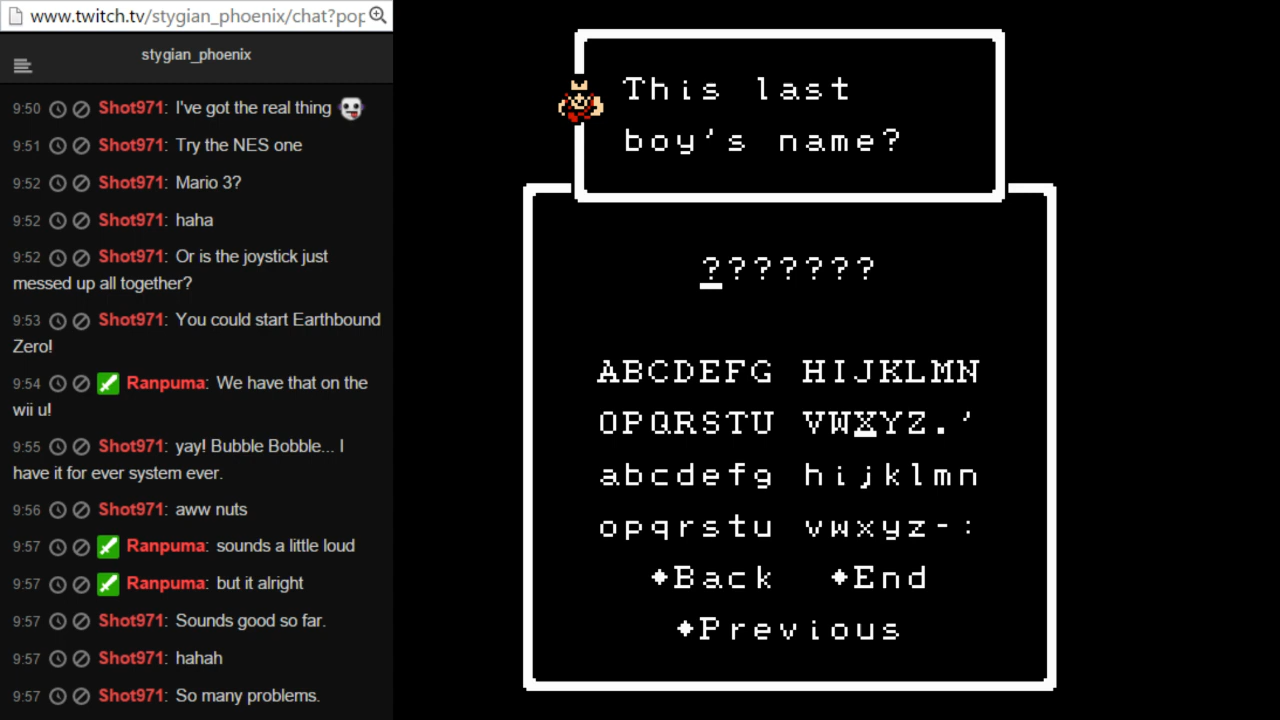 www.twitch.tv/stygian_phoenix/chat?pop
stygian_phoenix
9:50 Shot971: I've got the real thing
9:51 Shot971: Try the NES one
9:52 Shot971: Mario 3?
9:52 Shot971: haha
9:52 Shot971: Or is the joystick just
messed up all together?
9:53 Shot971: You could start Earthbound
Zero!
9:54 Ranpuma: We have that on the
wii u!
9:55 Shot971: yay! Bubble Bobble... I
have it for ever system ever.
9:56 Shot971: aww nuts
9:57 Ranpuma: sounds a little loud
9:57 Ranpuma: but it alright
9:57 Shot971: Sounds good so far.
9:57 Shot971: hahah
9:57 Shot971: So many problems.
This last
boy's name?
???????
ABCDEFG HIJKLMN
OPQRSTU VWXYZ.'
abcdefg hijklmn
opqrstu vwxyz-:
◆Back ◆End
◆Previous